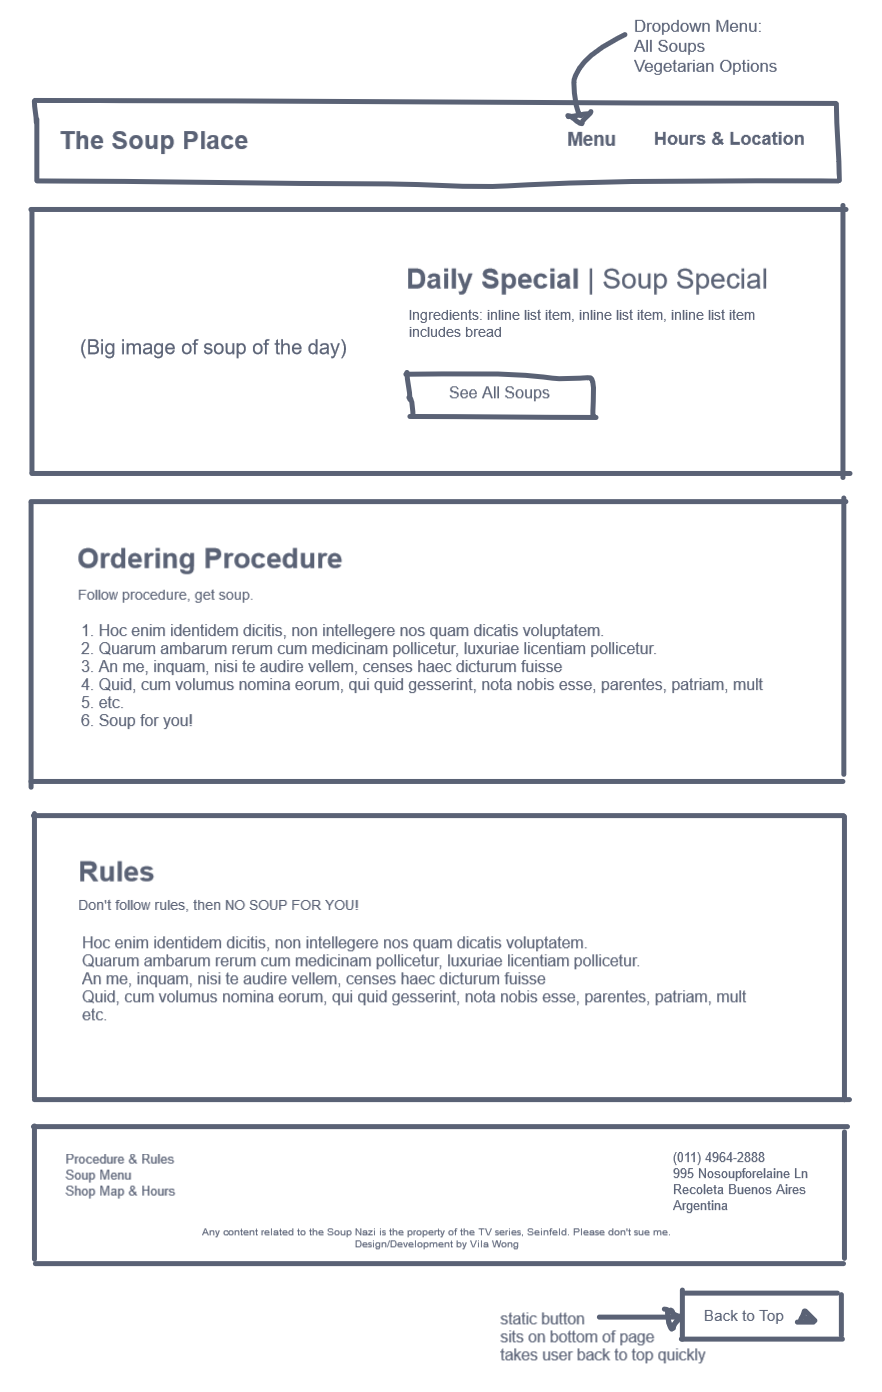 Dropdown Menu:
All Soups
Vegetarian Options
The Soup Place
Menu
Hours & Location
Daily Special | Soup Special
Ingredients: inline list item, inline list item, inline list item
includes bread
(Big image of soup of the day)
See All Soups
Ordering Procedure
Follow procedure, get soup.
1. Hoc enim identidem dicitis, non intellegere nos quam dicatis voluptatem.
2. Quarum ambarum rerum cum medicinam pollicetur, luxuriae licentiam pollicetur.
3. An me, inquam, nisi te audire vellem, censes haec dicturum fuisse
4. Quid, cum volumus nomina eorum, qui quid gesserint, nota nobis esse, parentes, patriam, mult
5. etc.
6. Soup for you!
Rules
Don't follow rules, then NO SOUP FOR YOU!
Hoc enim identidem dicitis, non intellegere nos quam dicatis voluptatem.
Quarum ambarum rerum cum medicinam pollicetur, luxuriae licentiam pollicetur.
An me, inquam, nisi te audire vellem, censes haec dicturum fuisse
Quid, cum volumus nomina eorum, qui quid gesserint, nota nobis esse, parentes, patriam, mult
etc.
Procedure & Rules
Soup Menu
Shop Map & Hours
(011) 4964-2888
995 Nosoupforelaine Ln
Recoleta Buenos Aires
Argentina
Any content related to the Soup Nazi is the property of the TV series, Seinfeld. Please don't sue me.
Design/Development by Vila Wong
Back to Top
static button
sits on bottom of page
takes user back to top quickly